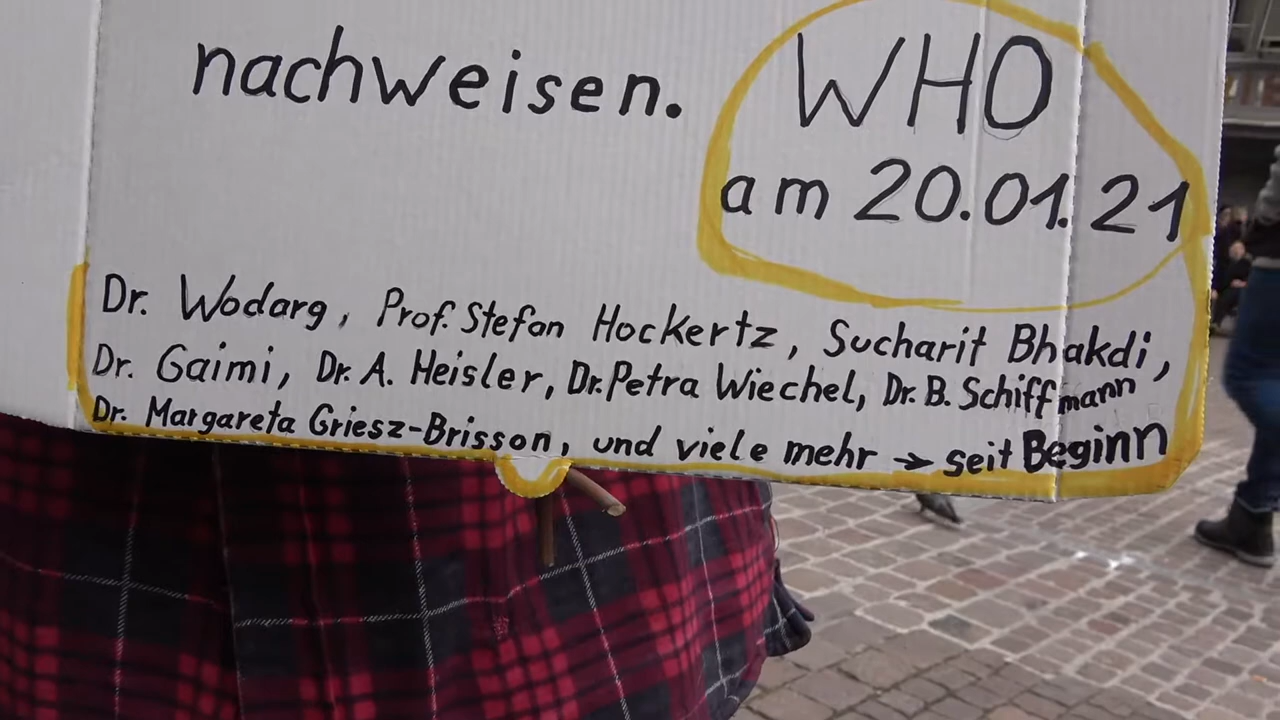 nachweisen.
WHO
am 20.01.21
Dr. Wodarg, Prof. Stefan Hockertz, Sucharit Bhakdi,
Dr. Gaimi, Dr. A. Heisler, Dr. Petra Wiechel, Dr. B. Schiffmann
Dr. Margareta Griesz-Brisson, und viele mehr → seit Beginn